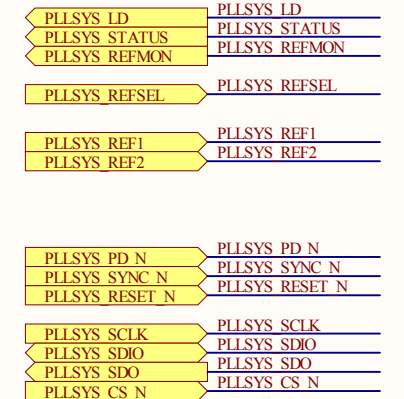 PLLSYS_LD PLLSYS_LD
PLLSYS_STATUS PLLSYS_STATUS
PLLSYS_REFMON PLLSYS_REFMON
PLLSYS_REFSEL PLLSYS_REFSEL
PLLSYS_REF1 PLLSYS_REF1
PLLSYS_REF2 PLLSYS_REF2
PLLSYS_PD_N PLLSYS_PD_N
PLLSYS_SYNC_N PLLSYS_SYNC_N
PLLSYS_RESET_N PLLSYS_RESET_N
PLLSYS_SCLK PLLSYS_SCLK
PLLSYS_SDIO PLLSYS_SDIO
PLLSYS_SDO PLLSYS_SDO
PLLSYS_CS_N PLLSYS_CS_N